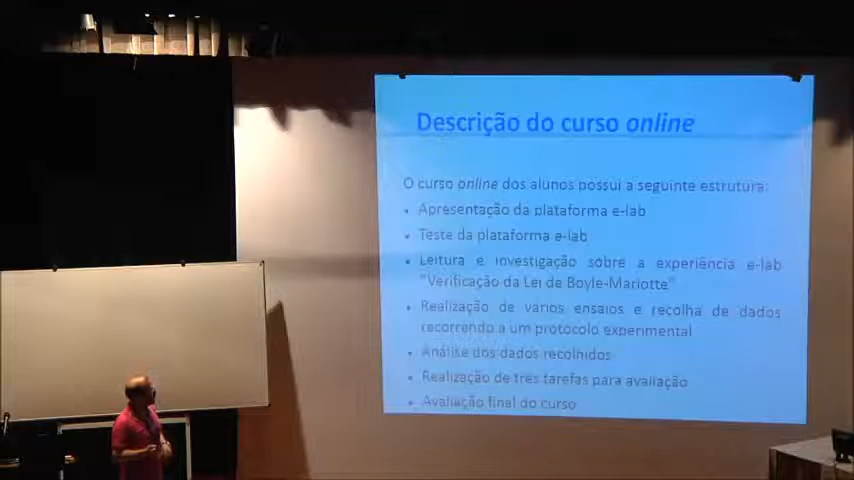 Descrição do curso online
O curso online dos alunos possui a seguinte estrutura:
• Apresentação da plataforma e-lab
• Teste da plataforma e-lab
• Leitura e investigação sobre a experiência e-lab
"Verificação da Lei de Boyle-Mariotte"
• Realização de vários ensaios e recolha de dados
recorrendo a um protocolo experimental
• Análise dos dados recolhidos
• Realização de três tarefas para avaliação
• Avaliação final do curso